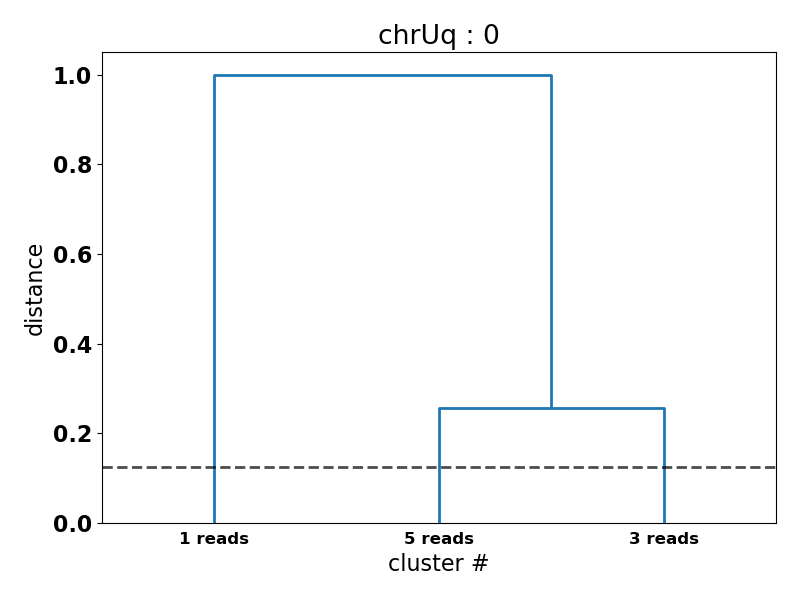 chrUq : 0
1.0
0.8
0.6
0.4
0.2
0.0
distance
1 reads
5 reads
3 reads
cluster #